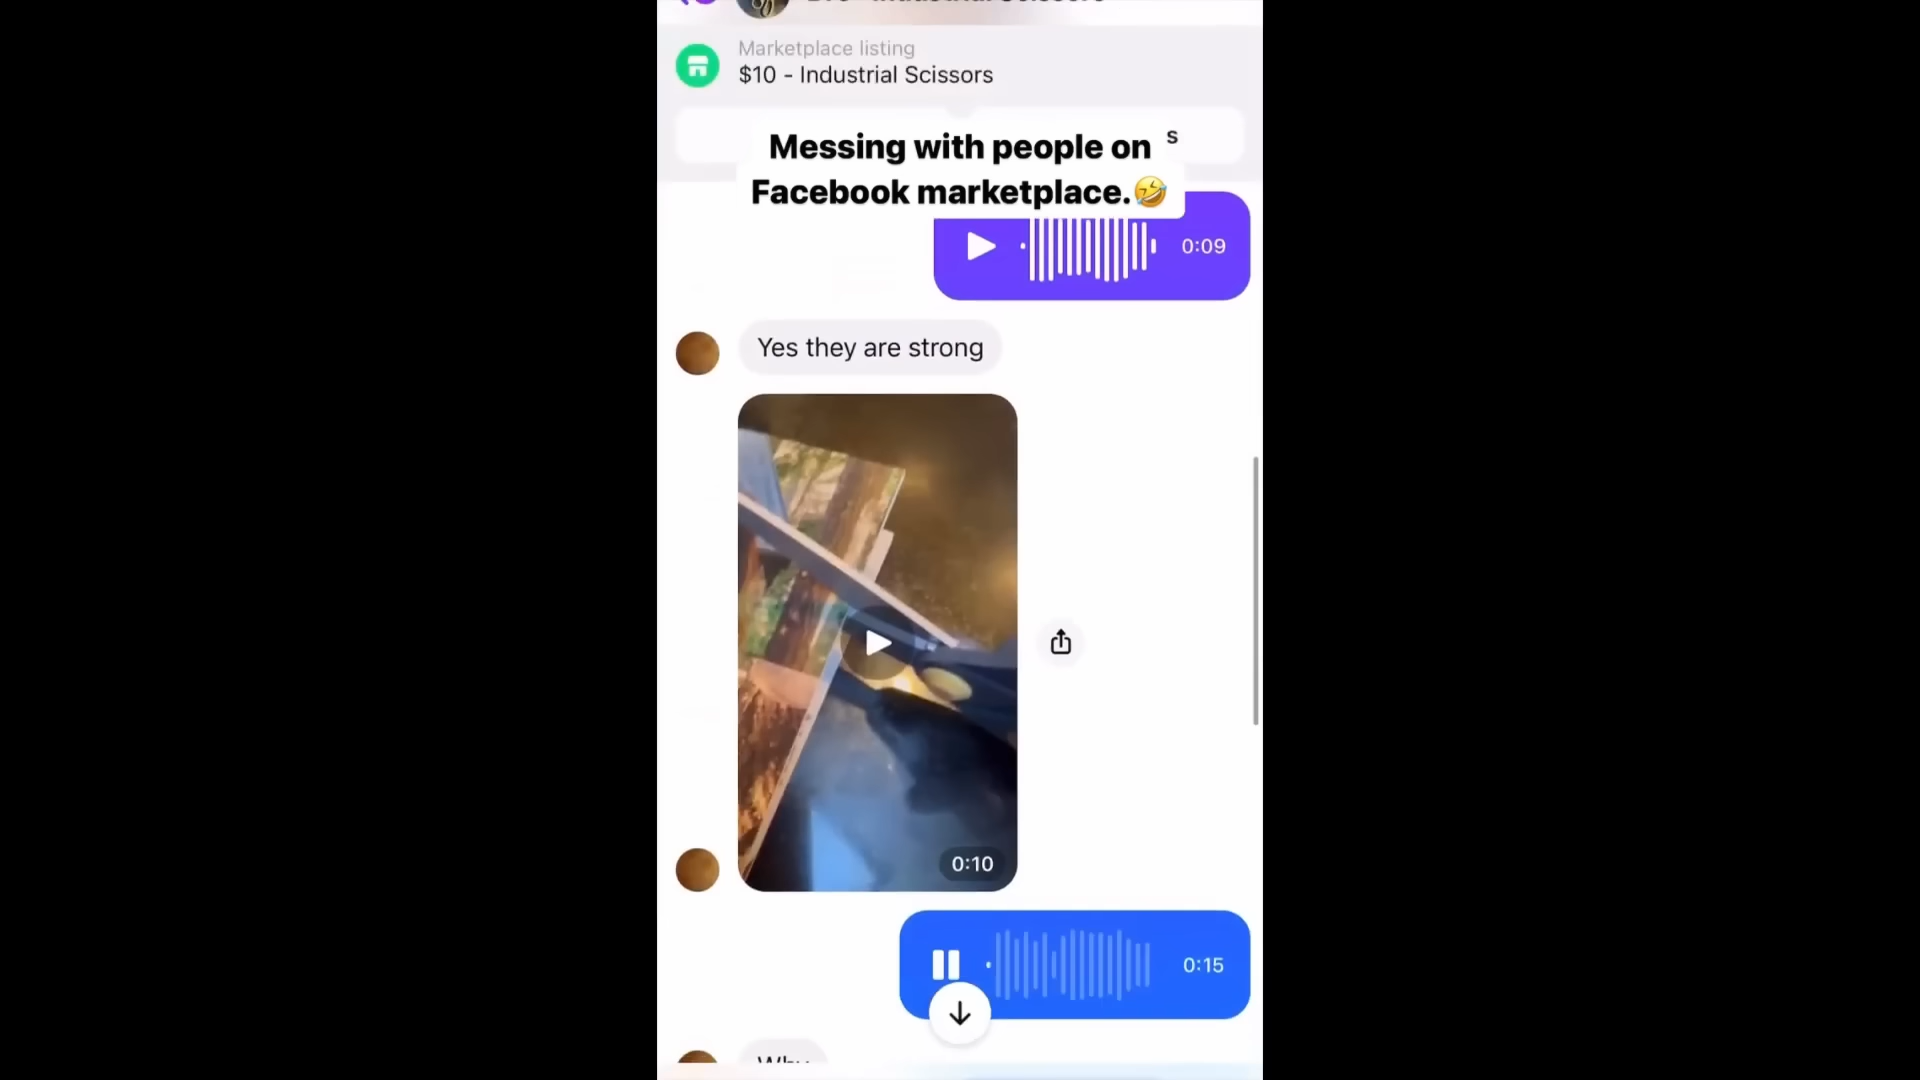 Marketplace listing
$10 - Industrial Scissors
Messing with people on
Facebook marketplace.🤣
s
0:09
Yes they are strong
0:10
0:15